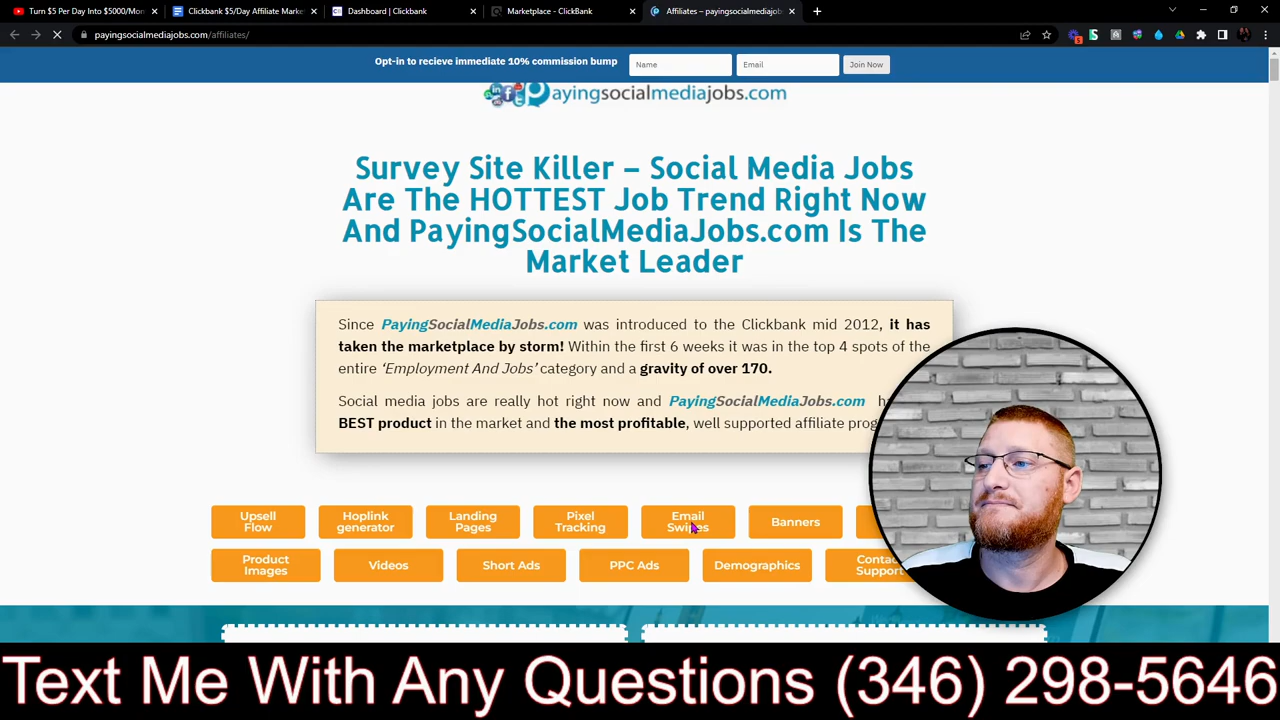 Turn $5 Per Day Into $5000/Mon
Clickbank $5/Day Affiliate Marke
Dashboard | Clickbank
Marketplace - ClickBank
Affiliates – payingsocialmediajob
payingsocialmediajobs.com/affiliates/
Opt-in to recieve immediate 10% commission bump
Name
Email
Join Now
Payingsocialmediajobs.com
Survey Site Killer – Social Media Jobs
Are The HOTTEST Job Trend Right Now
And PayingSocialMediaJobs.com Is The
Market Leader
Since PayingSocialMediaJobs.com was introduced to the Clickbank mid 2012, it has
taken the marketplace by storm! Within the first 6 weeks it was in the top 4 spots of the
entire ‘Employment And Jobs’ category and a gravity of over 170.
Social media jobs are really hot right now and PayingSocialMediaJobs.com
BEST product in the market and the most profitable, well supported affiliate prog
Upsell
Flow
Hoplink
generator
Landing
Pages
Pixel
Tracking
Email
Swipes
Banners
Product
Images
Videos
Short Ads
PPC Ads
Demographics
Contac
Support
Text Me With Any Questions (346) 298-5646